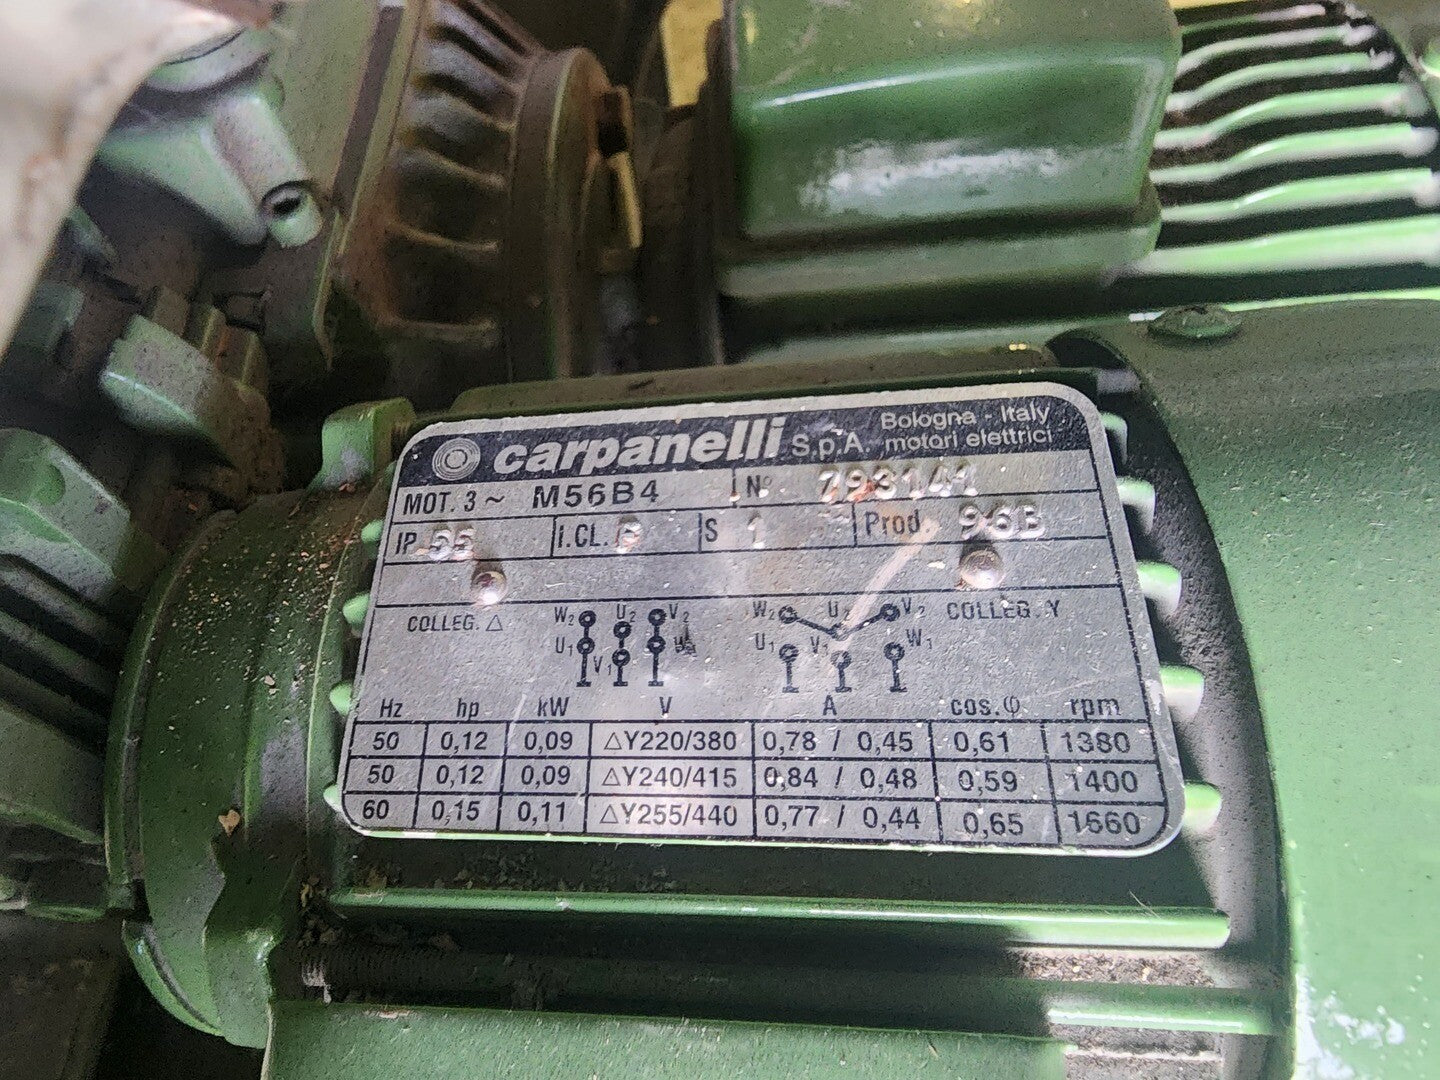 carpanelli S.p.A. Bologna - Italy
motori elettrici
MOT. 3 ~ M56B4 N° 793141
IP 55 I.CL. S 1 Prod. 96B
COLLEG. △ W2 U2 V2 W2 U2 V2 COLLEG. Y
U1 V1 U1 V1 W1
Hz hp kW V A cos.φ rpm
50 0,12 0,09 △Y220/380 0,78 / 0,45 0,61 1380
50 0,12 0,09 △Y240/415 0,84 / 0,48 0,59 1400
60 0,15 0,11 △Y255/440 0,77 / 0,44 0,65 1660